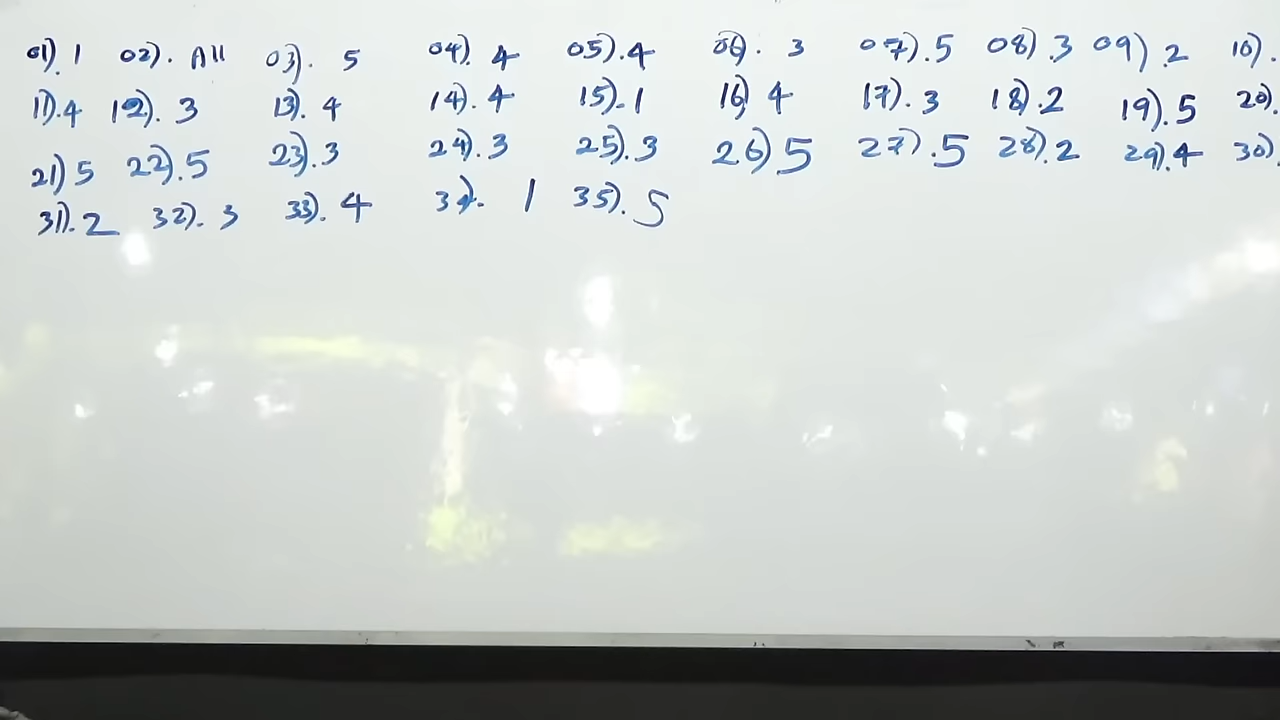 01). 1 02). All 03). 5 04). 4 05). 4 06). 3 07). 5 08). 3 09). 2 10).
11). 4 12). 3 13). 4 14). 4 15). 1 16) 4 17). 3 18). 2 19). 5 20).
21) 5 22). 5 23). 3 24). 3 25). 3 26) 5 27). 5 28). 2 29). 4 30).
31). 2 32). 3 33). 4 34). 1 35). 5